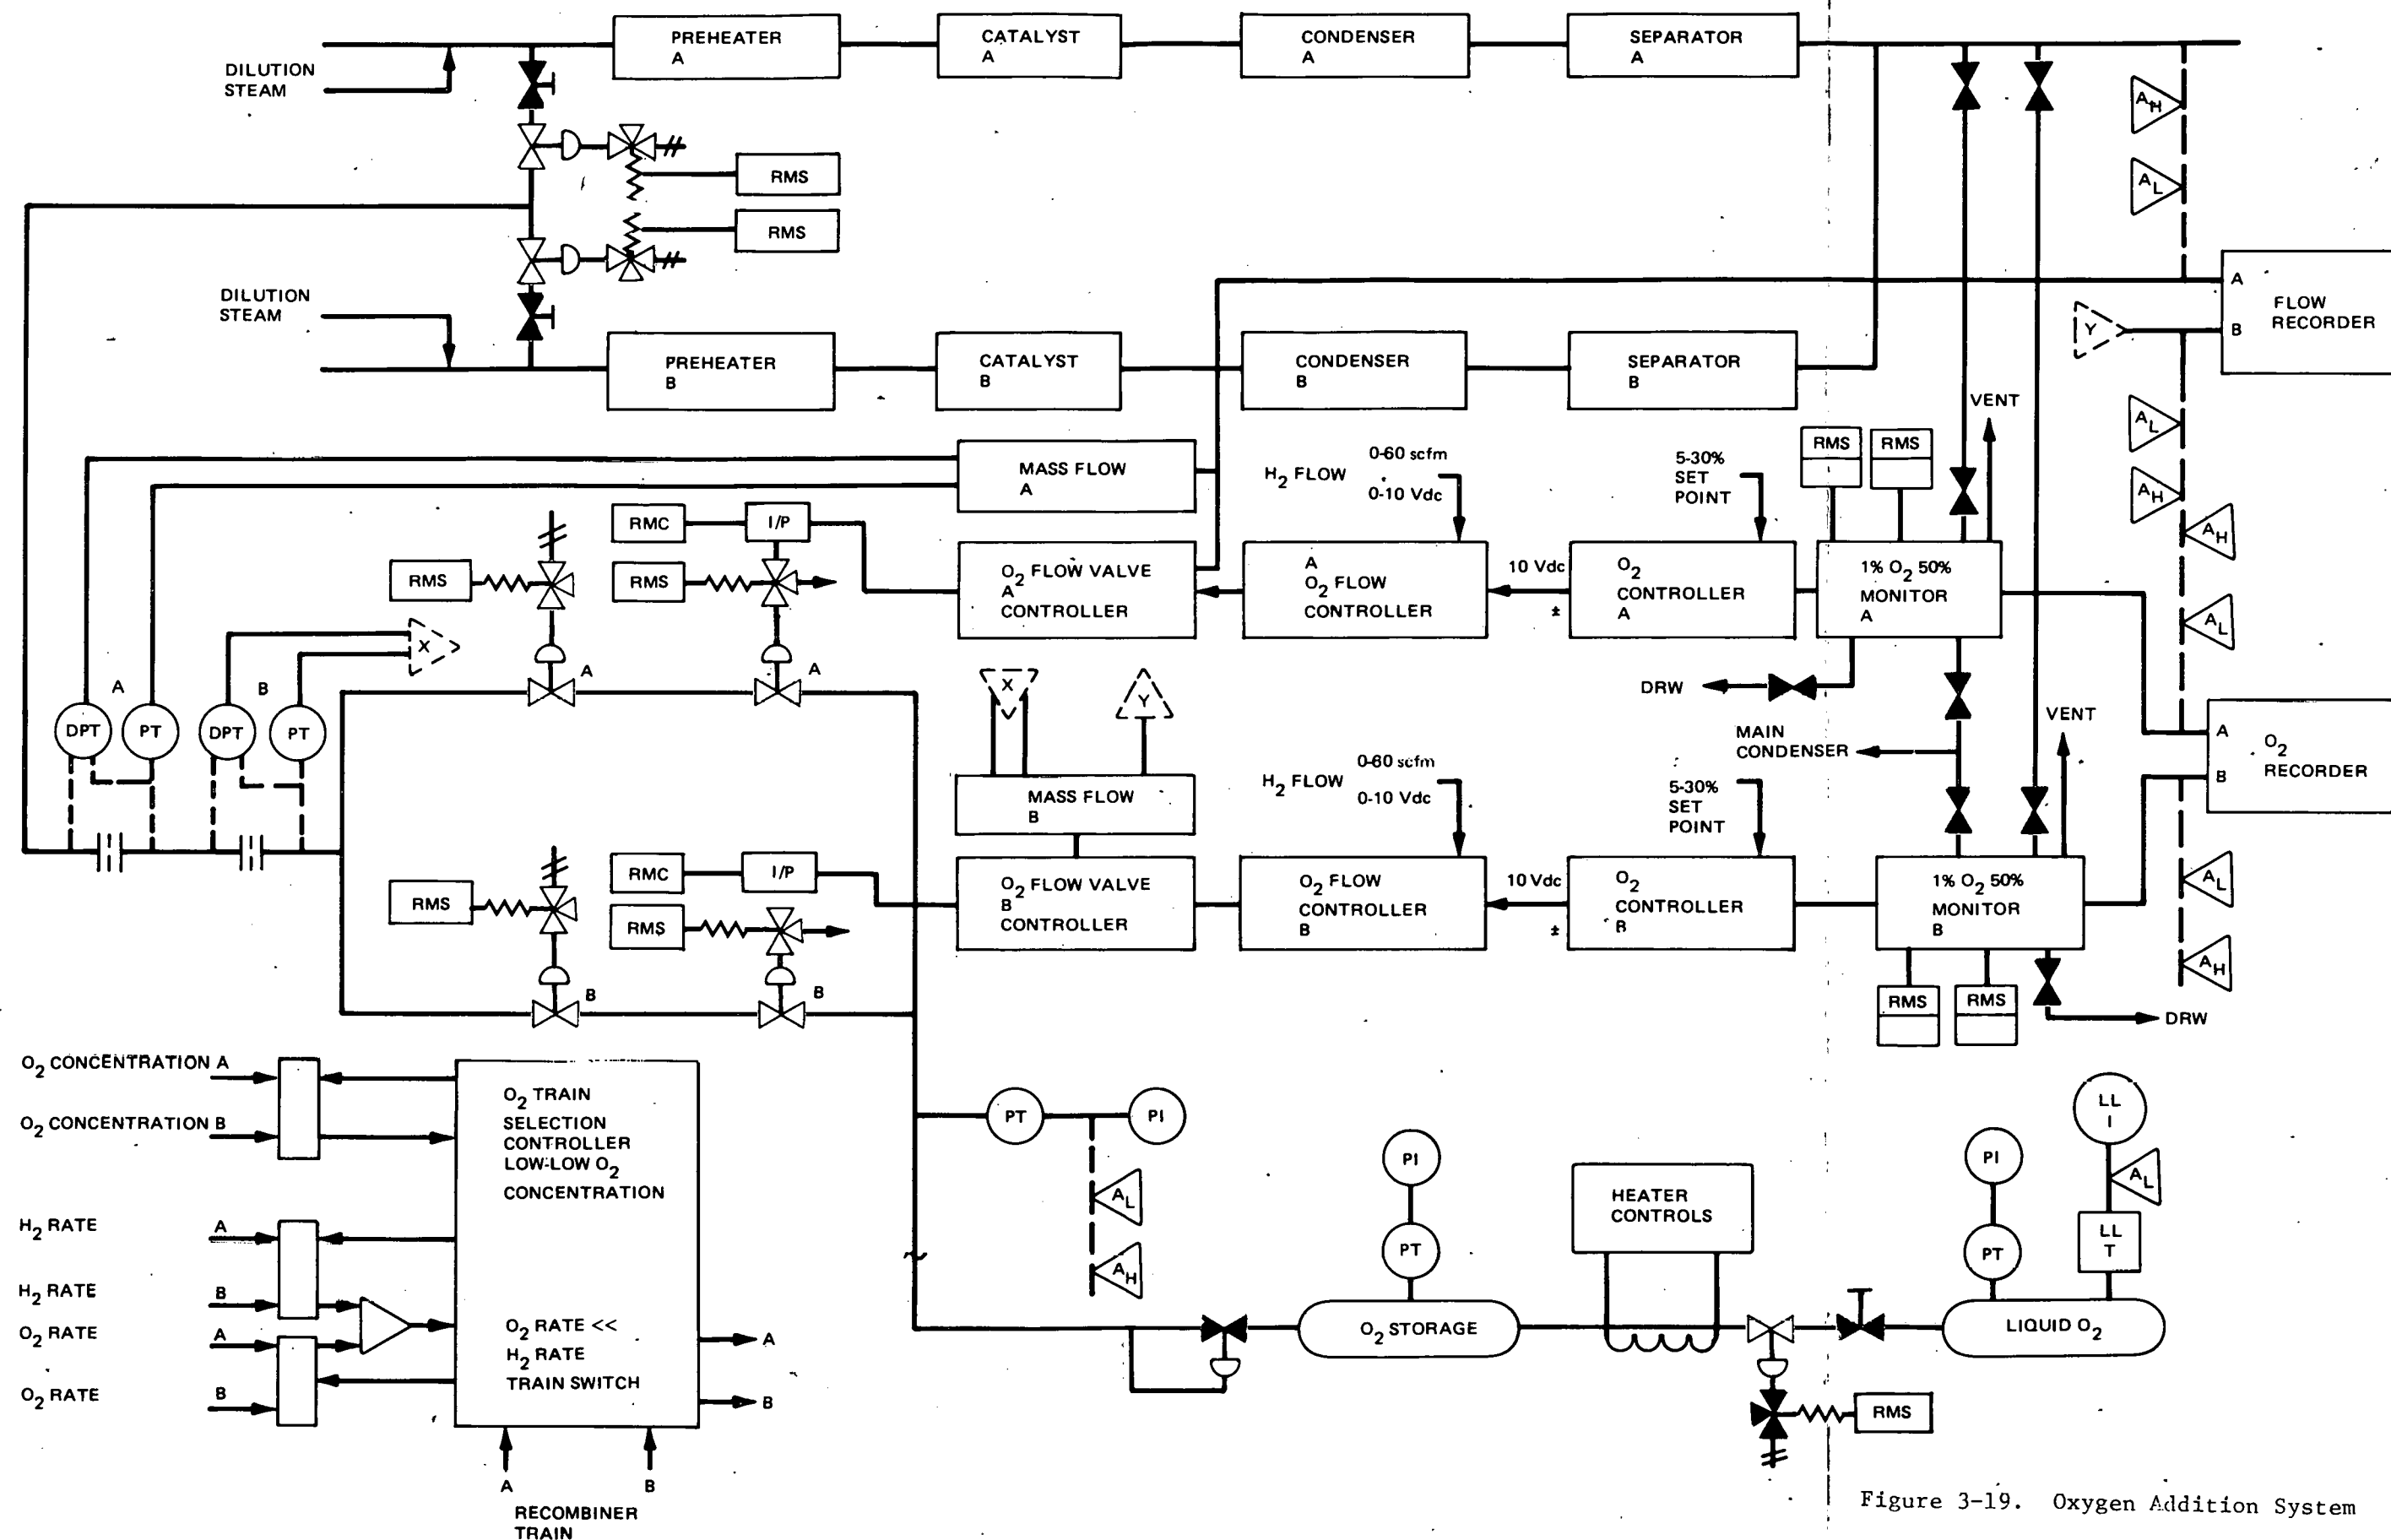 PREHEATER
A
CATALYST
A
CONDENSER
A
SEPARATOR
A
DILUTION
STEAM
RMS
RMS
AH
AL
DILUTION
STEAM
PREHEATER
B
CATALYST
B
CONDENSER
B
SEPARATOR
B
A
B
FLOW
RECORDER
Y
VENT
AL
AH
AH
AL
MASS FLOW
A
H2 FLOW
0-60 scfm
0-10 Vdc
5-30%
SET
POINT
RMS
RMS
RMC
I/P
RMS
RMS
O2 FLOW VALVE
A
CONTROLLER
A
O2 FLOW
CONTROLLER
10 Vdc
±
O2
CONTROLLER
A
1% O2 50%
MONITOR
A
X
A
A
A
B
DPT
PT
DPT
PT
X
Y
DRW
MAIN
CONDENSER
VENT
A
B
O2
RECORDER
MASS FLOW
B
H2 FLOW
0-60 scfm
0-10 Vdc
5-30%
SET
POINT
RMC
I/P
RMS
RMS
O2 FLOW VALVE
B
CONTROLLER
O2 FLOW
CONTROLLER
B
10 Vdc
±
O2
CONTROLLER
B
1% O2 50%
MONITOR
B
AL
AH
B
B
RMS
RMS
DRW
O2 CONCENTRATION A
O2 CONCENTRATION B
O2 TRAIN
SELECTION
CONTROLLER
LOW-LOW O2
CONCENTRATION
H2 RATE
A
H2 RATE
B
O2 RATE
A
O2 RATE
B
O2 RATE <<
H2 RATE
TRAIN SWITCH
A
B
A
B
RECOMBINER
TRAIN
PT
PI
AL
AH
PI
PT
O2 STORAGE
HEATER
CONTROLS
PI
PT
LL
I
AL
LL
T
LIQUID O2
RMS
Figure 3-19. Oxygen Addition System